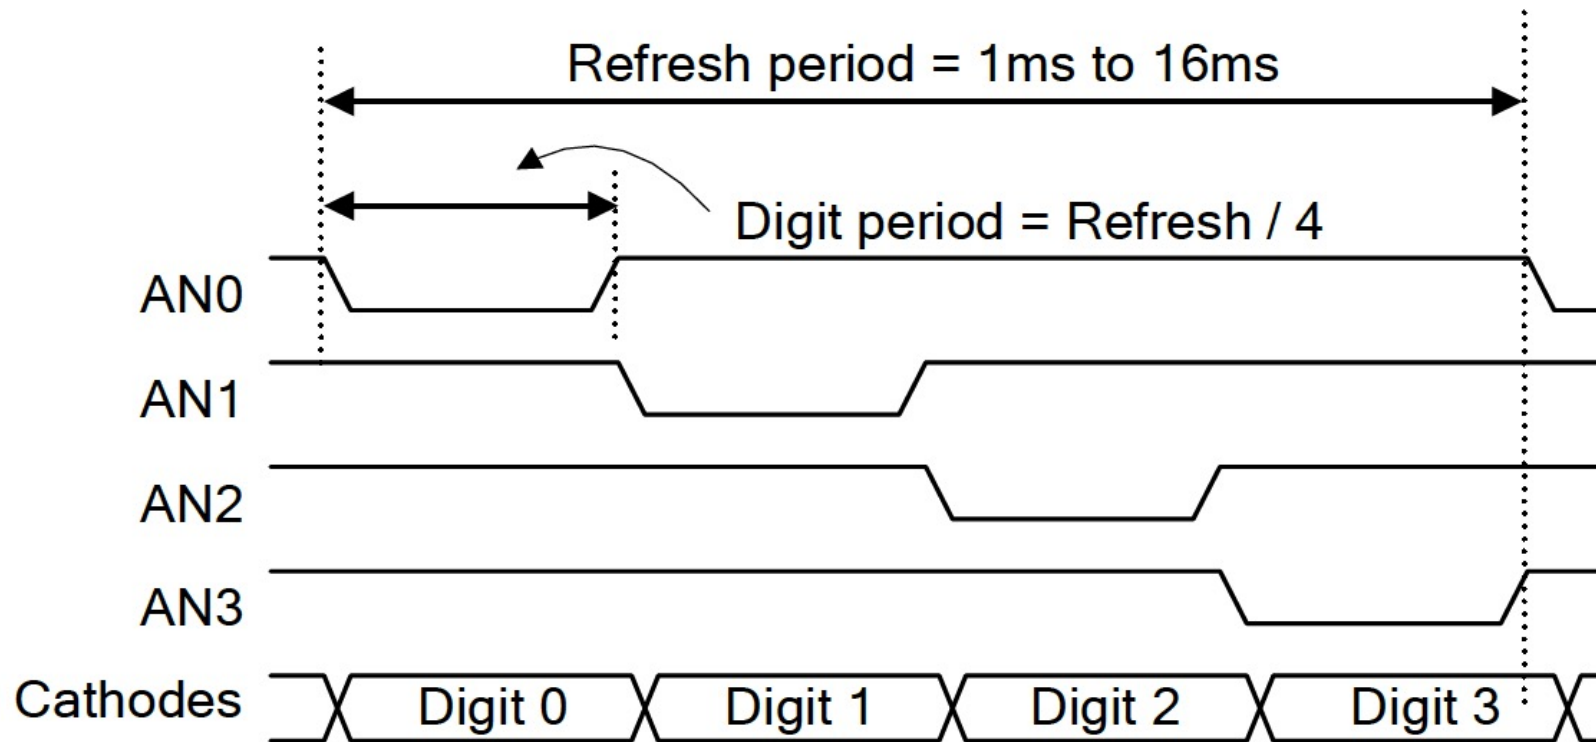 Refresh period = 1ms to 16ms
Digit period = Refresh / 4
AN0
AN1
AN2
AN3
Cathodes Digit 0 Digit 1 Digit 2 Digit 3